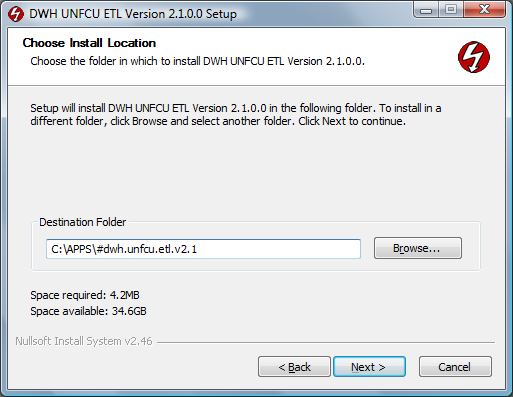 DWH UNFCU ETL Version 2.1.0.0 Setup
Choose Install Location
Choose the folder in which to install DWH UNFCU ETL Version 2.1.0.0.
Setup will install DWH UNFCU ETL Version 2.1.0.0 in the following folder. To install in a
different folder, click Browse and select another folder. Click Next to continue.
Destination Folder
C:\APPS\#dwh.unfcu.etl.v2.1
Browse...
Space required: 4.2MB
Space available: 34.6GB
Nullsoft Install System v2.46
< Back
Next >
Cancel